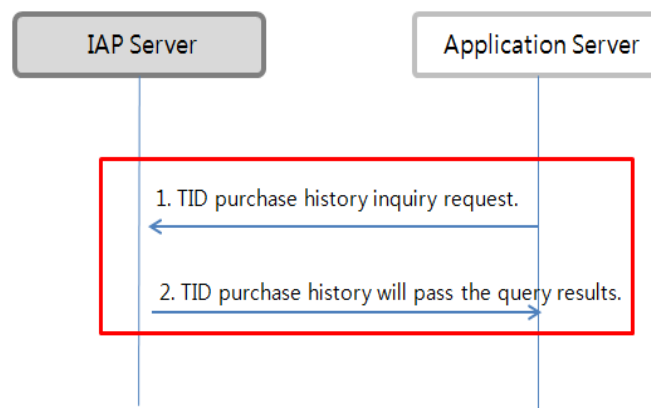 IAP Server
Application Server
1. TID purchase history inquiry request.
2. TID purchase history will pass the query results.